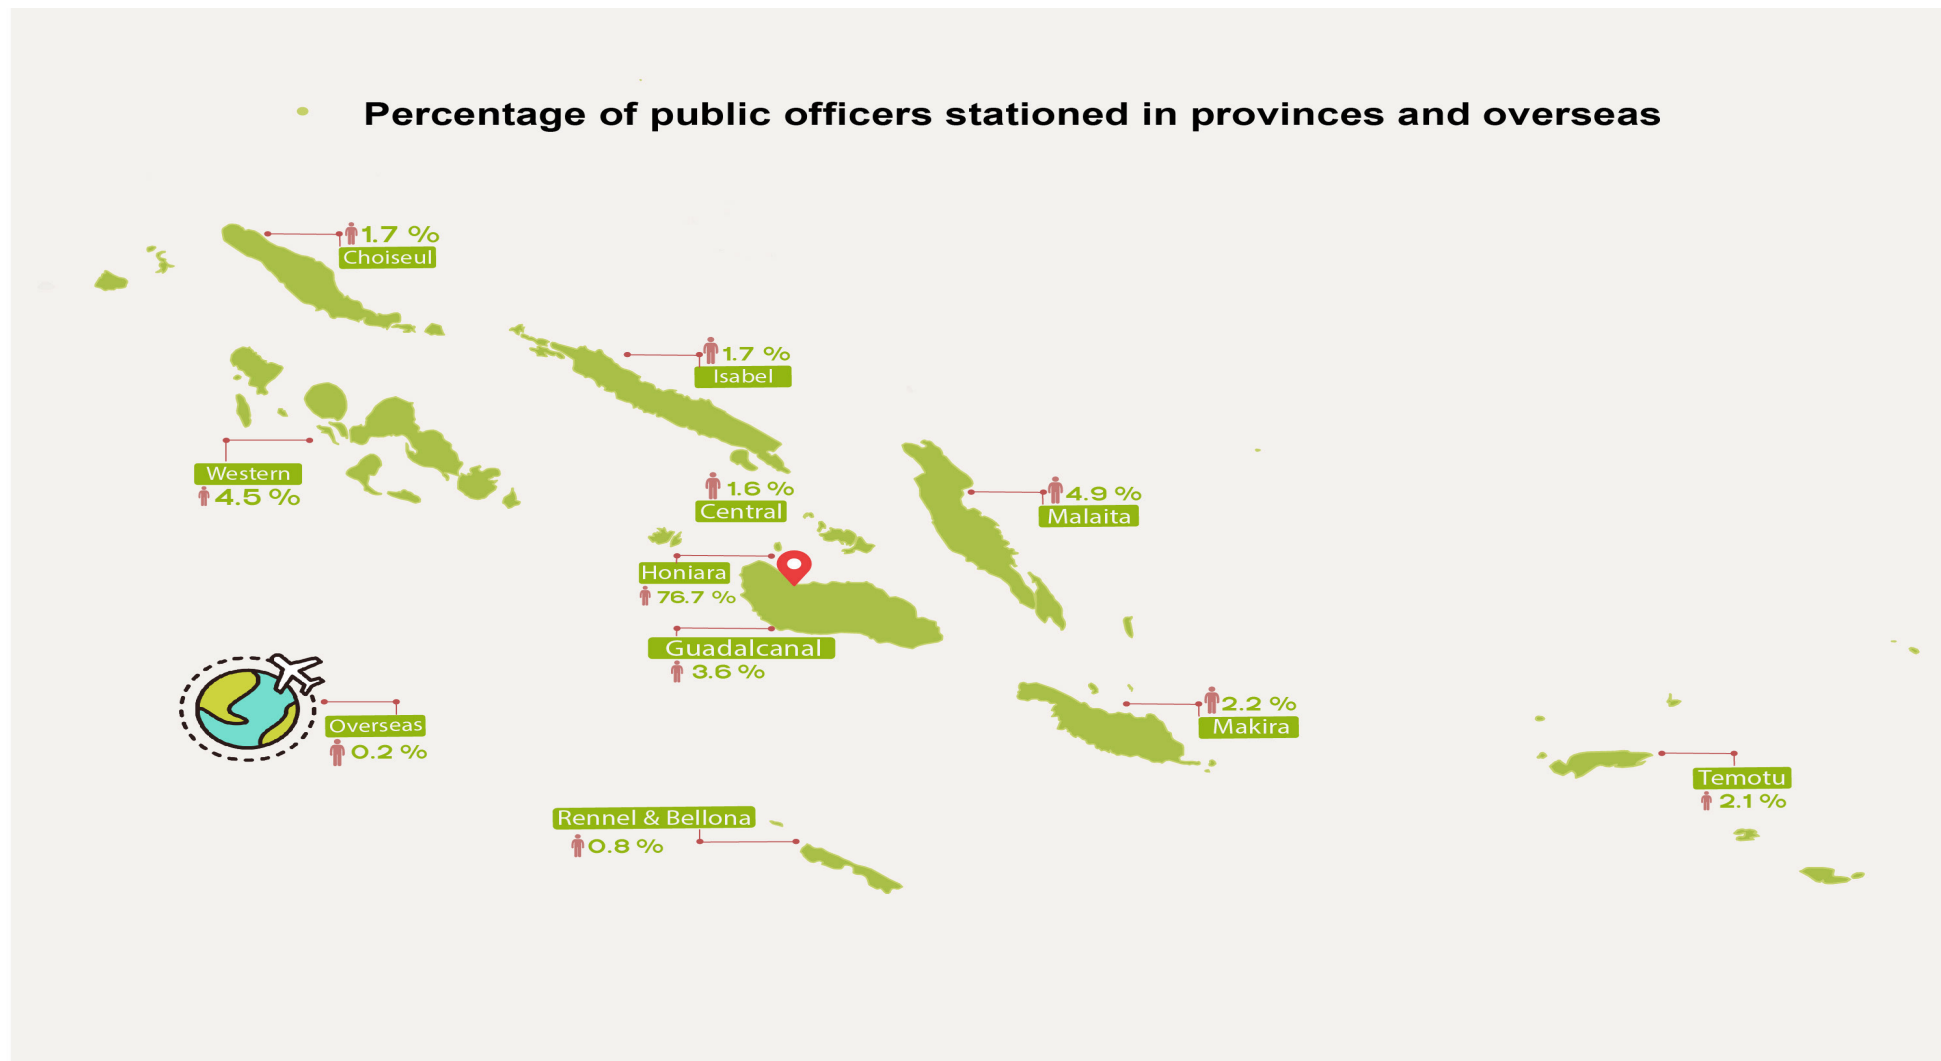 • Percentage of public officers stationed in provinces and overseas
1.7 %
Choiseul
1.7 %
Isabel
Western
4.5 %
1.6 %
Central
4.9 %
Malaita
Honiara
76.7 %
Guadalcanal
3.6 %
Overseas
0.2 %
2.2 %
Makira
Temotu
2.1 %
Rennel & Bellona
0.8 %